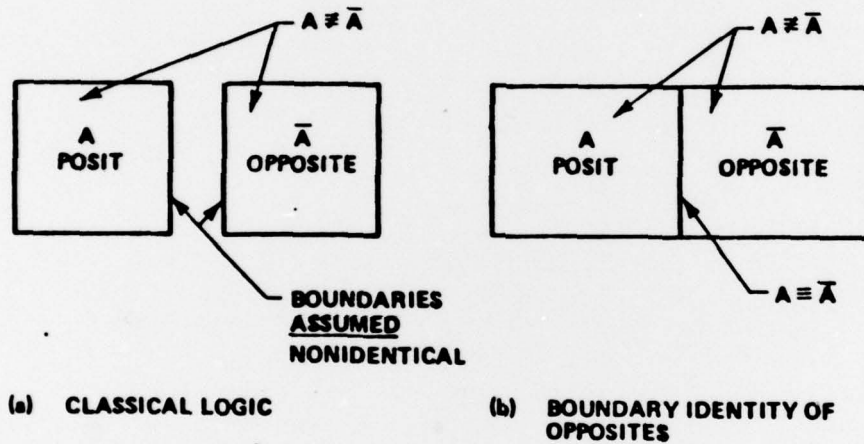 A ≢ A̅
A
POSIT
A̅
OPPOSITE
BOUNDARIES
ASSUMED
NONIDENTICAL
(a) CLASSICAL LOGIC
A ≢ A̅
A
POSIT
A̅
OPPOSITE
A ≡ A̅
(b) BOUNDARY IDENTITY OF
OPPOSITES